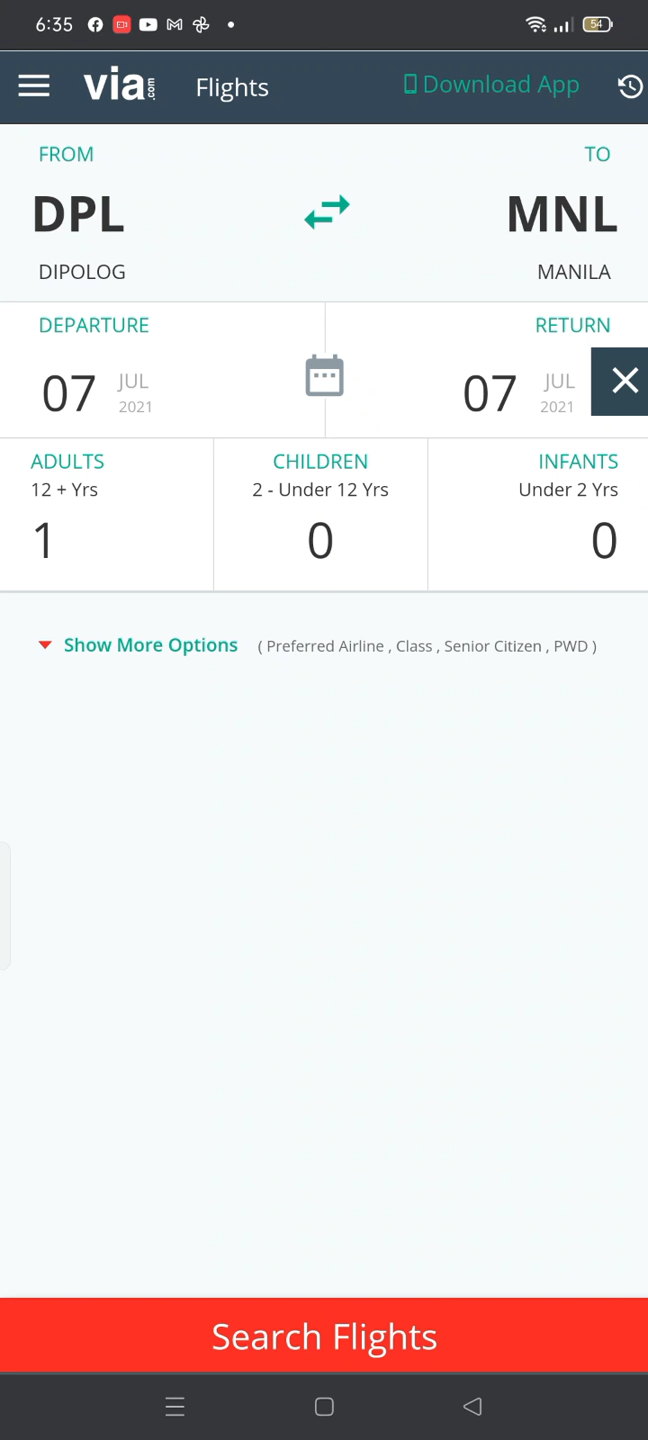 6:35
54
via.com Flights Download App
FROM TO
DPL MNL
DIPOLOG MANILA
DEPARTURE RETURN
07 JUL 2021 07 JUL 2021
ADULTS CHILDREN INFANTS
12 + Yrs 2 - Under 12 Yrs Under 2 Yrs
1 0 0
Show More Options ( Preferred Airline , Class , Senior Citizen , PWD )
Search Flights